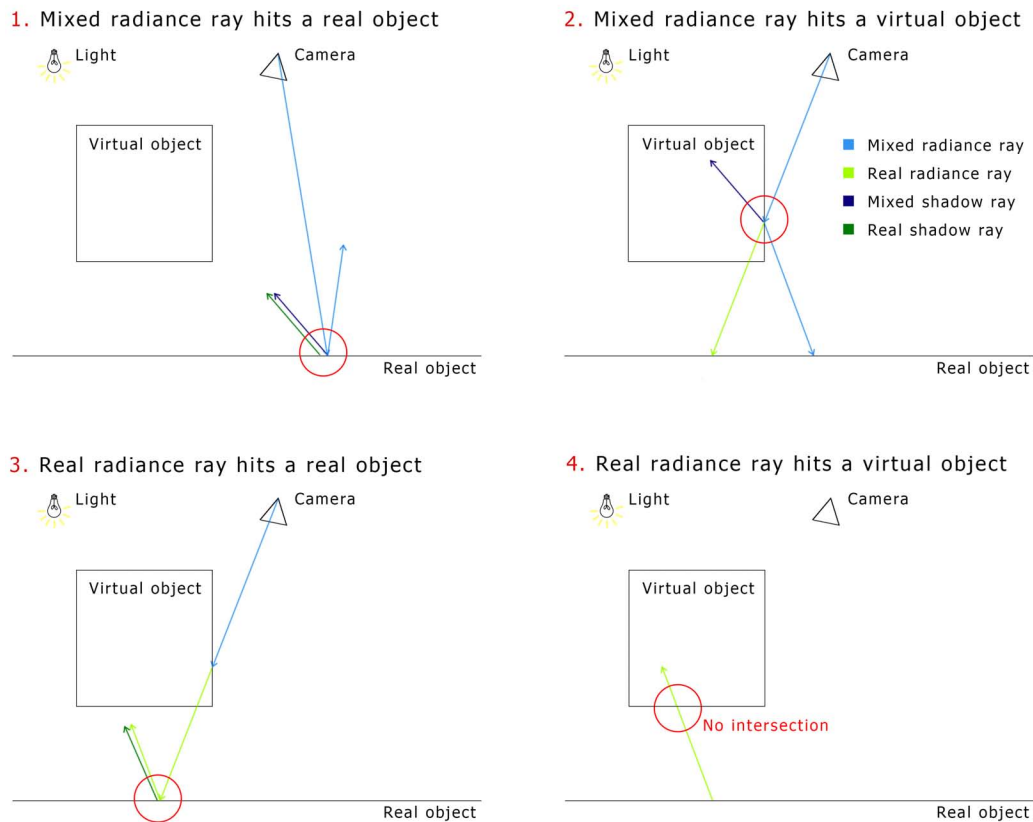 1. Mixed radiance ray hits a real object
Light
Camera
Virtual object
Real object
2. Mixed radiance ray hits a virtual object
Light
Camera
Virtual object
Mixed radiance ray
Real radiance ray
Mixed shadow ray
Real shadow ray
Real object
3. Real radiance ray hits a real object
Light
Camera
Virtual object
Real object
4. Real radiance ray hits a virtual object
Light
Camera
Virtual object
No intersection
Real object